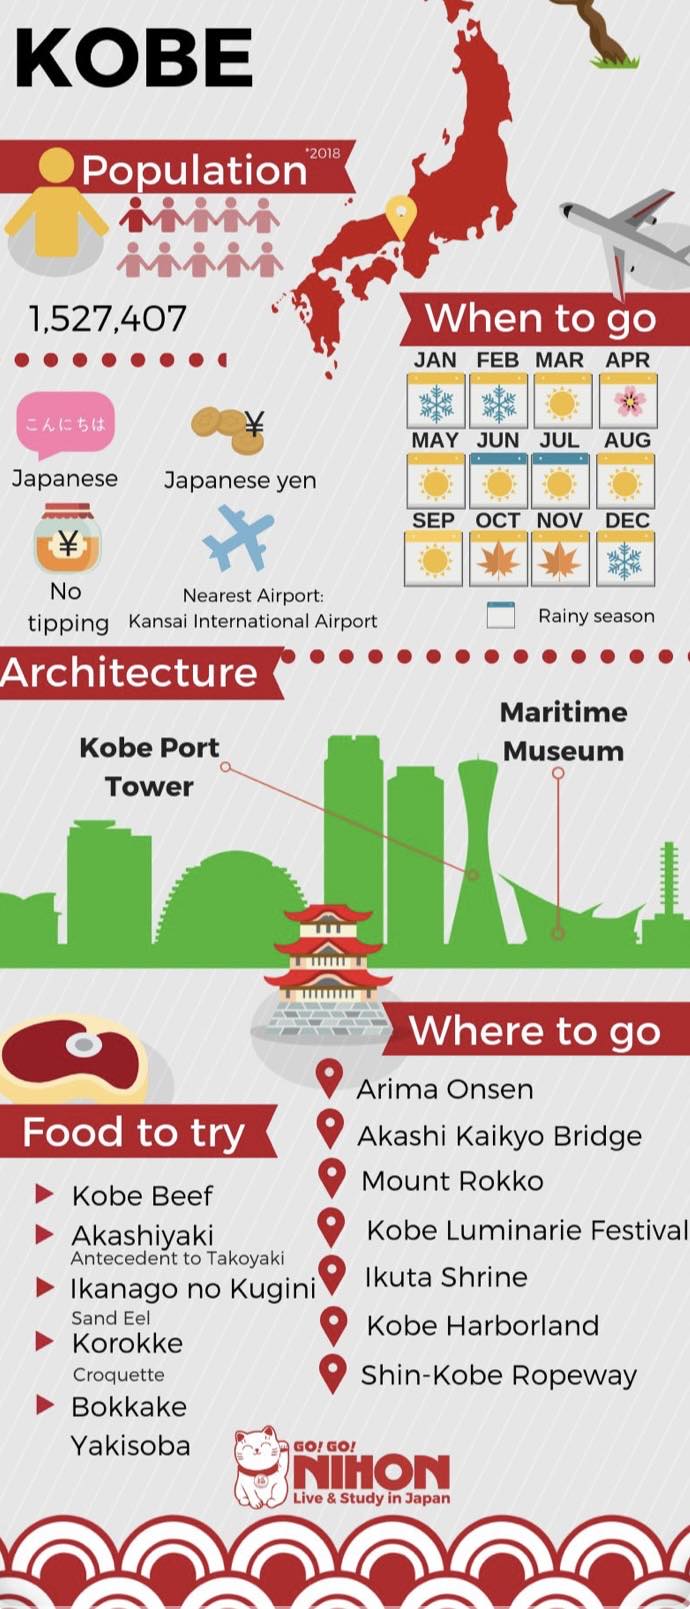 KOBE
Population
*2018
1,527,407
こんにちは
Japanese
¥
Japanese yen
¥
No
tipping
Nearest Airport:
Kansai International Airport
When to go
JAN FEB MAR APR
MAY JUN JUL AUG
SEP OCT NOV DEC
Rainy season
Architecture
Kobe Port
Tower
Maritime
Museum
Where to go
Arima Onsen
Akashi Kaikyo Bridge
Mount Rokko
Kobe Luminarie Festival
Ikuta Shrine
Kobe Harborland
Shin-Kobe Ropeway
Food to try
Kobe Beef
Akashiyaki
Antecedent to Takoyaki
Ikanago no Kugini
Sand Eel
Korokke
Croquette
Bokkake
Yakisoba
GO! GO!
NIHON
Live & Study in Japan